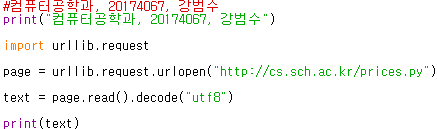 #컴퓨터공학과, 20174067, 강범수
print("컴퓨터공학과, 20174067, 강범수")
import urllib.request
page = urllib.request.urlopen("http://cs.sch.ac.kr/prices.py")
text = page.read().decode("utf8")
print(text)